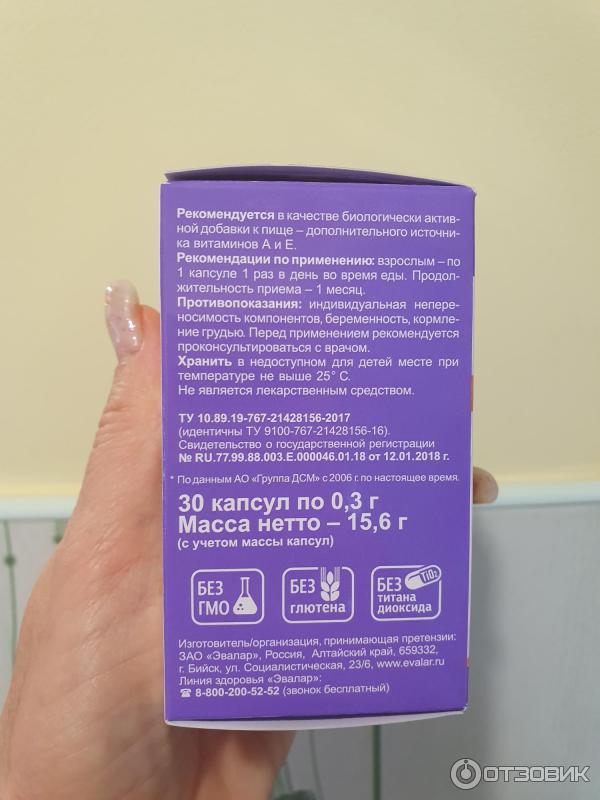 Рекомендуется в качестве биологически актив-
ной добавки к пище – дополнительного источни-
ка витаминов А и Е.
Рекомендации по применению: взрослым – по
1 капсуле 1 раз в день во время еды. Продол-
жительность приема – 1 месяц.
Противопоказания: индивидуальная непере-
носимость компонентов, беременность, кормле-
ние грудью. Перед применением рекомендуется
проконсультироваться с врачом.
Хранить в недоступном для детей месте при
температуре не выше 25° С.
Не является лекарственным средством.
ТУ 10.89.19-767-21428156-2017
(идентичны ТУ 9100-767-21428156-16).
Свидетельство о государственной регистрации
№ RU.77.99.88.003.Е.000046.01.18 от 12.01.2018 г.
* По данным АО «Группа ДСМ» с 2006 г. по настоящее время.
30 капсул по 0,3 г
Масса нетто – 15,6 г
(с учетом массы капсул)
БЕЗ ГМО
БЕЗ глютена
БЕЗ TiO₂ титана диоксида
Изготовитель/организация, принимающая претензии:
ЗАО «Эвалар», Россия, Алтайский край, 659332,
г. Бийск, ул. Социалистическая, 23/6, www.evalar.ru
Линия здоровья «Эвалар»:
☎ 8-800-200-52-52 (звонок бесплатный)
ОТЗОВИК